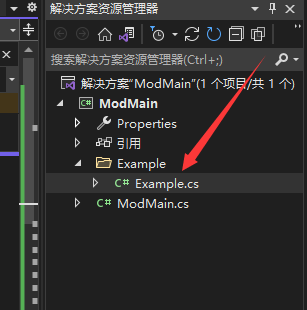 解决方案资源管理器
搜索解决方案资源管理器(Ctrl+;)
解决方案"ModMain"(1 个项目/共 1 个)
C# ModMain
Properties
引用
Example
C# Example.cs
C# ModMain.cs